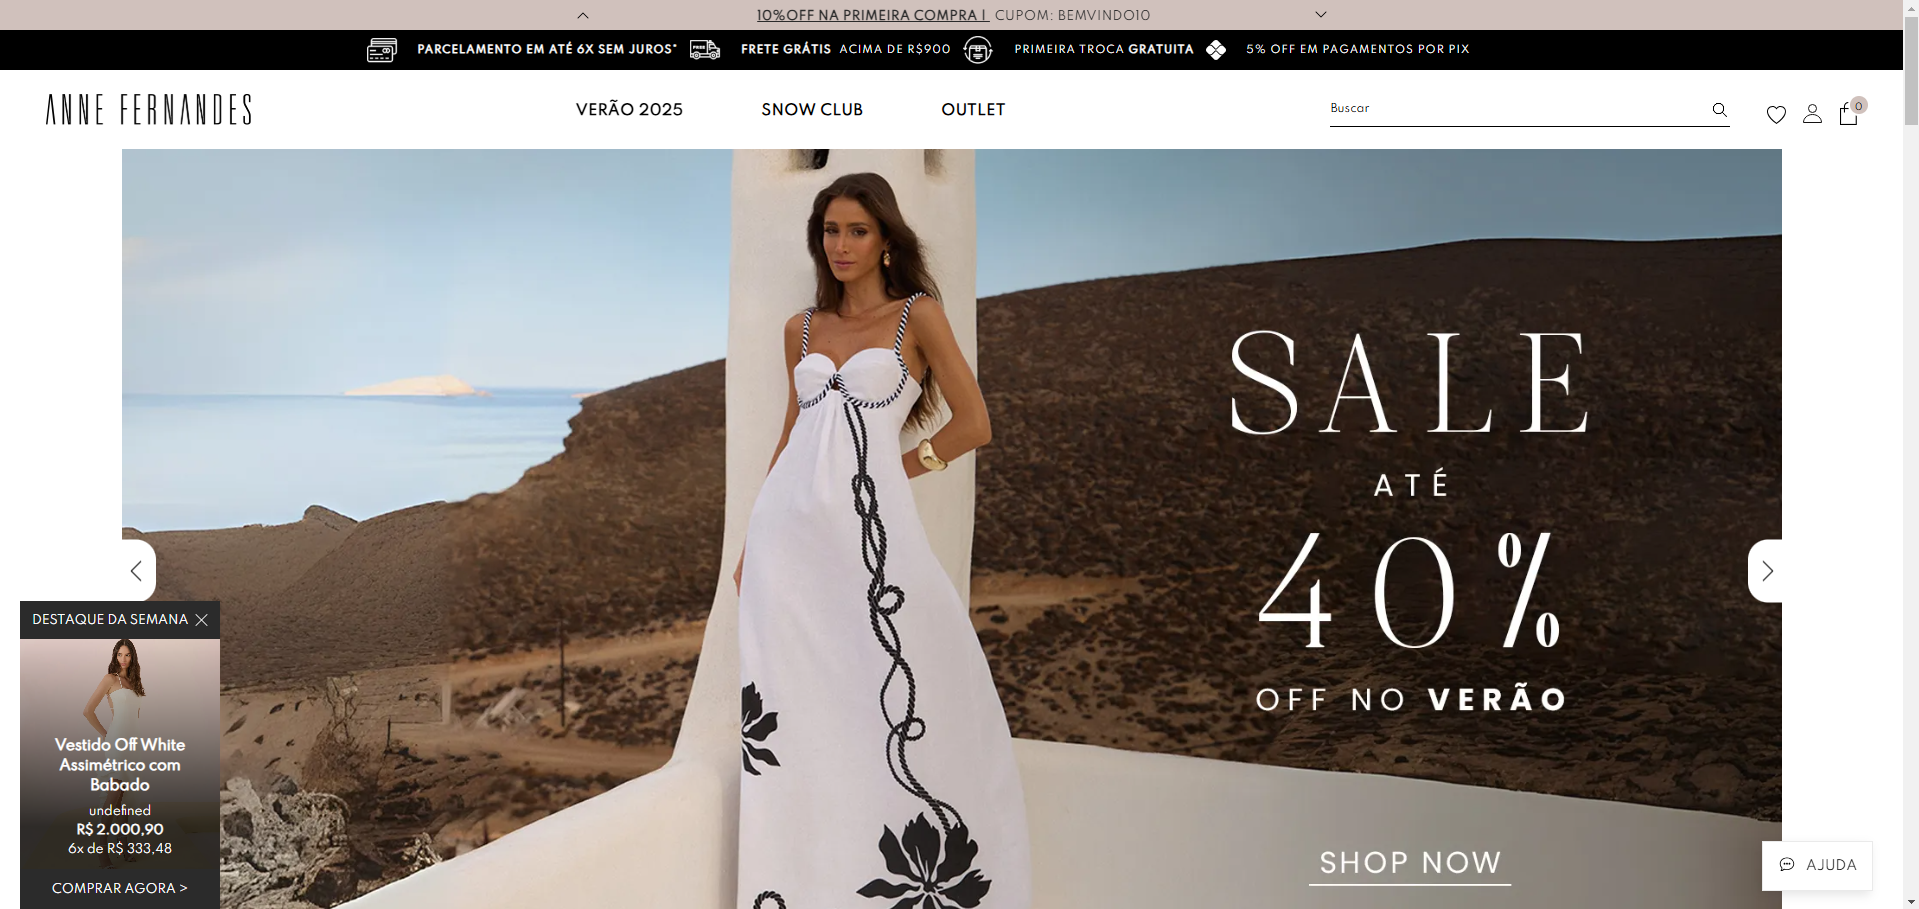 10%OFF NA PRIMEIRA COMPRA | CUPOM: BEMVINDO10
PARCELAMENTO EM ATÉ 6X SEM JUROS* FREE FRETE GRÁTIS ACIMA DE R$900 PRIMEIRA TROCA GRATUITA 5% OFF EM PAGAMENTOS POR PIX
ANNE FERNANDES VERÃO 2025 SNOW CLUB OUTLET Buscar 0
SALE
ATÉ
40%
OFF NO VERÃO
SHOP NOW
DESTAQUE DA SEMANA
Vestido Off White
Assimétrico com
Babado
undefined
R$ 2.000,90
6x de R$ 333,48
COMPRAR AGORA >
AJUDA